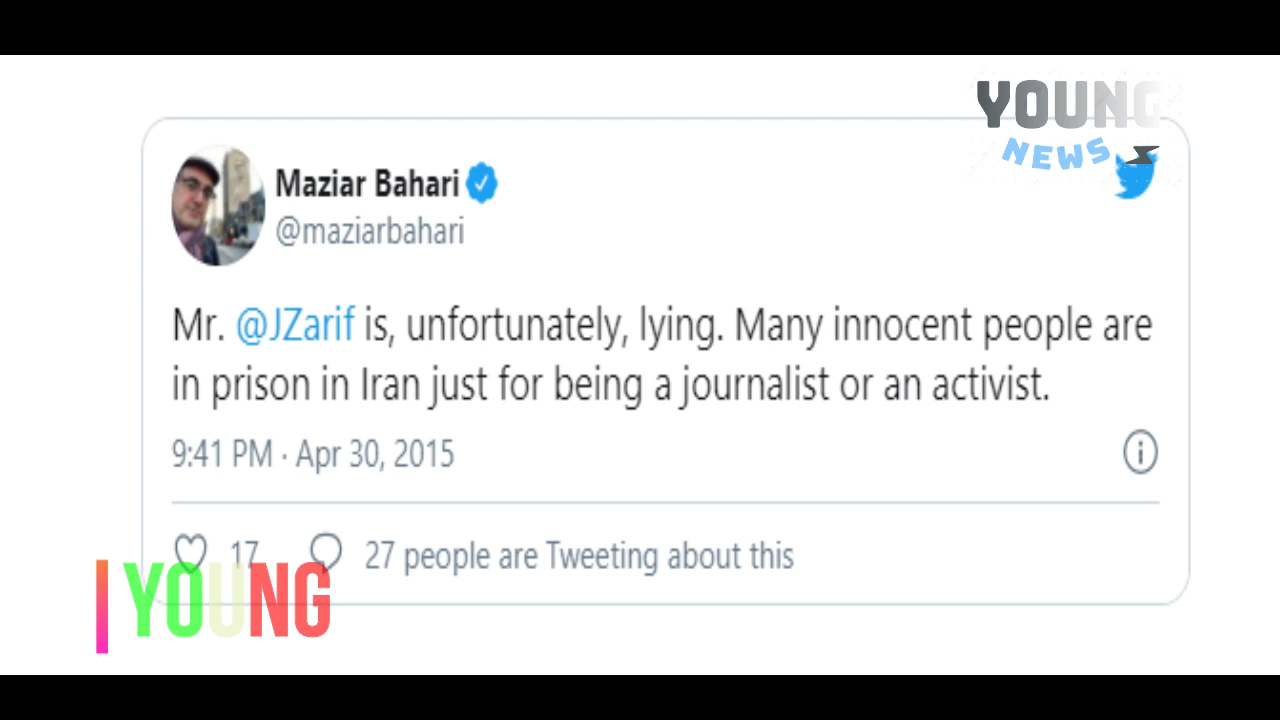 YOUNG
NEWS
Maziar Bahari
@maziarbahari
Mr. @JZarif is, unfortunately, lying. Many innocent people are
in prison in Iran just for being a journalist or an activist.
9:41 PM · Apr 30, 2015
17 27 people are Tweeting about this
YOUNG